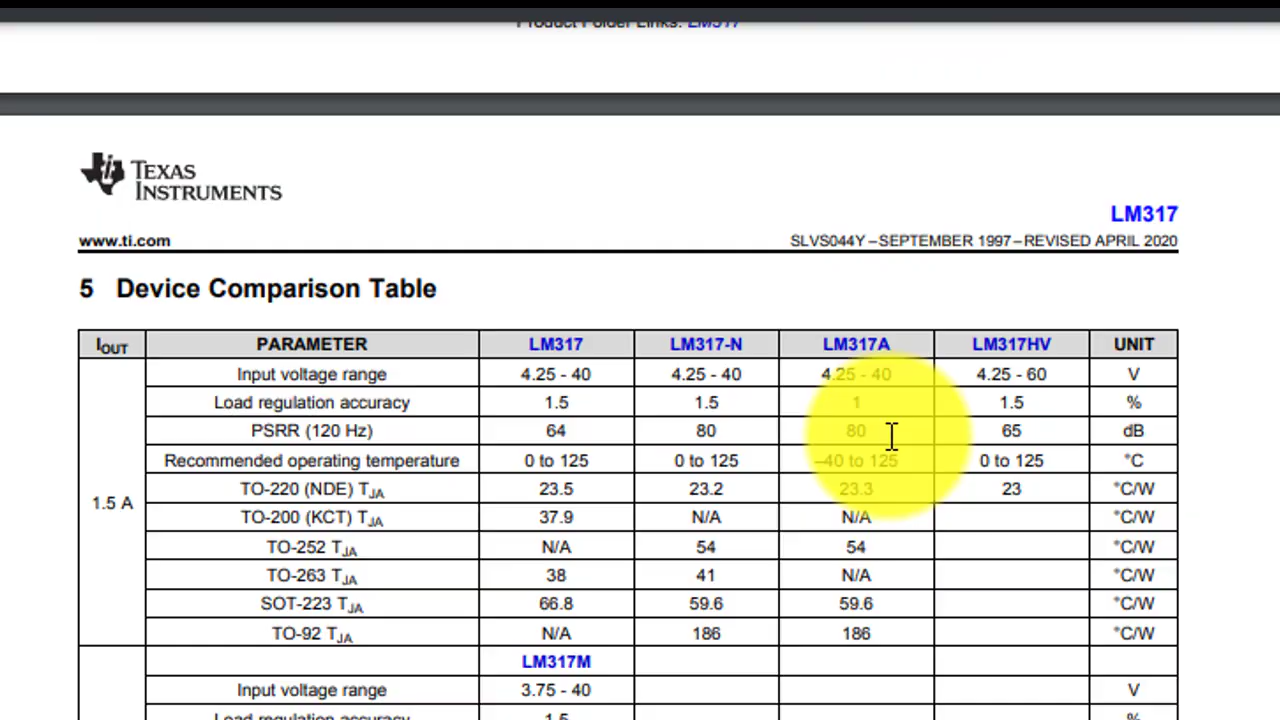 Product Folder Links: LM317
TEXAS
INSTRUMENTS
LM317
www.ti.com SLVS044Y –SEPTEMBER 1997–REVISED APRIL 2020
5 Device Comparison Table
IOUT PARAMETER LM317 LM317-N LM317A LM317HV UNIT
Input voltage range 4.25 - 40 4.25 - 40 4.25 - 40 4.25 - 60 V
Load regulation accuracy 1.5 1.5 1 1.5 %
PSRR (120 Hz) 64 80 80 65 dB
Recommended operating temperature 0 to 125 0 to 125 –40 to 125 0 to 125 °C
TO-220 (NDE) TJA 23.5 23.2 23.3 23 °C/W
1.5 A
TO-200 (KCT) TJA 37.9 N/A N/A °C/W
TO-252 TJA N/A 54 54 °C/W
TO-263 TJA 38 41 N/A °C/W
SOT-223 TJA 66.8 59.6 59.6 °C/W
TO-92 TJA N/A 186 186 °C/W
LM317M
Input voltage range 3.75 - 40 V
Load regulation accuracy 1.5 %